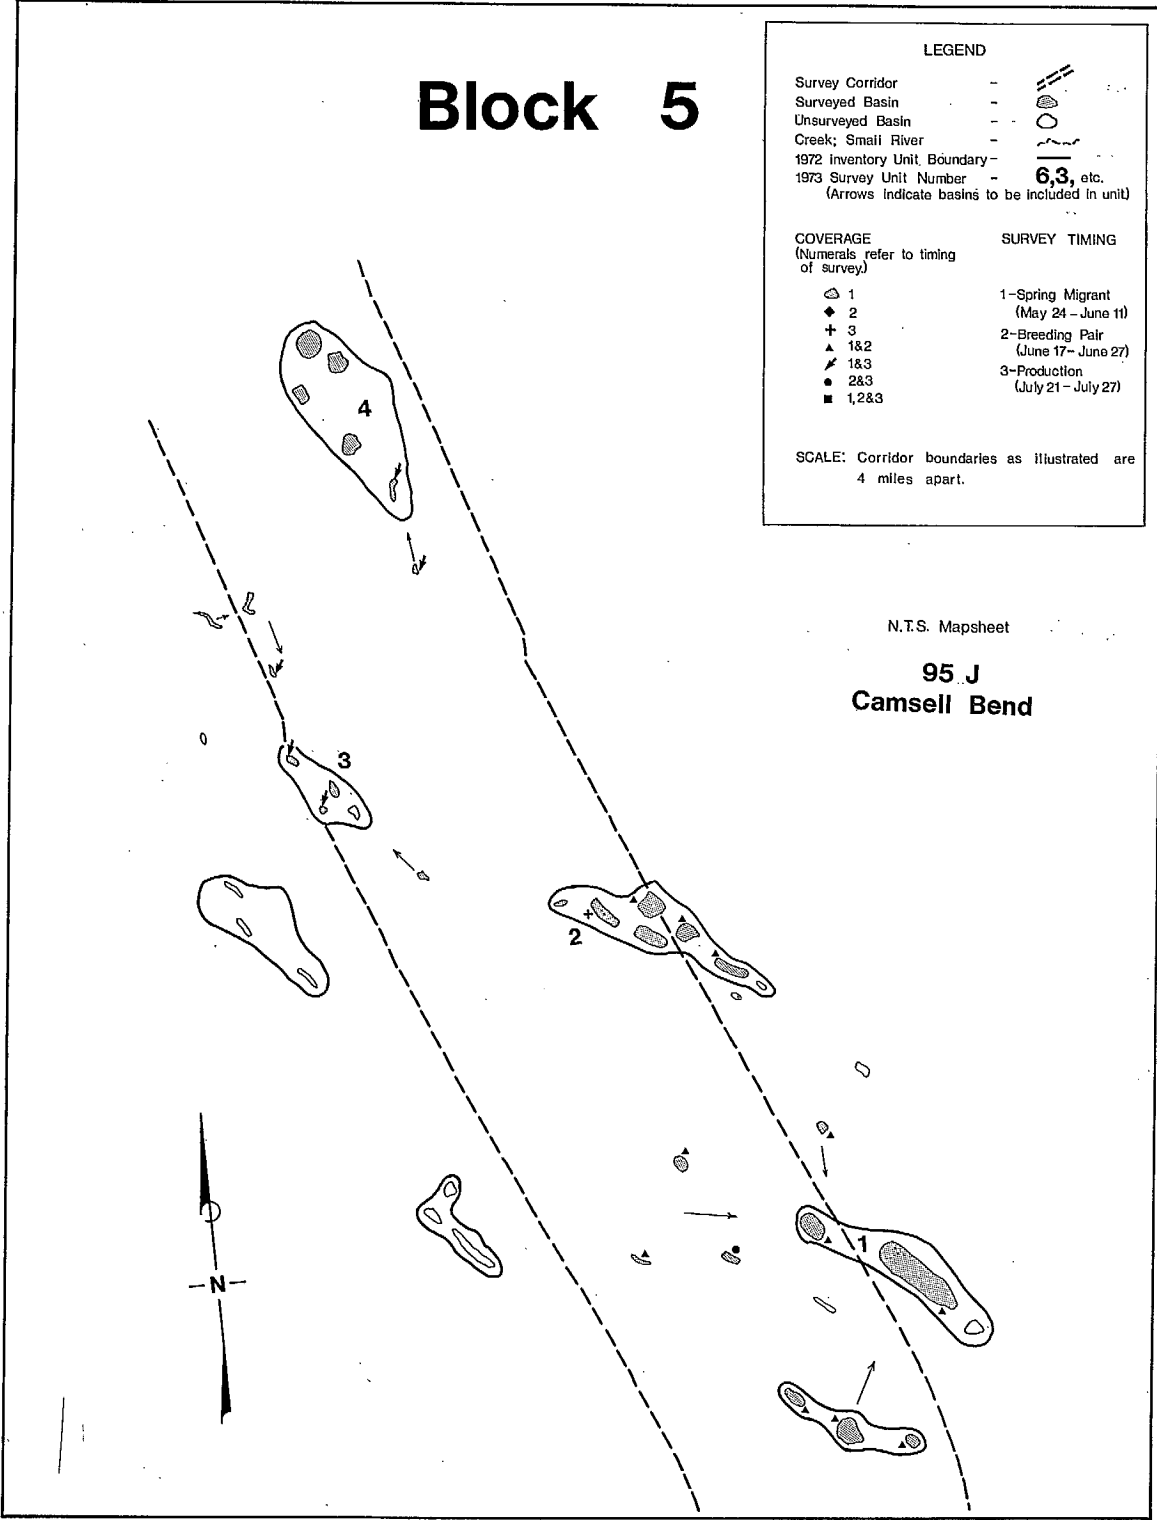 Block 5
LEGEND
Survey Corridor -
Surveyed Basin -
Unsurveyed Basin -
Creek; Small River -
1972 Inventory Unit Boundary -
1973 Survey Unit Number - 6,3, etc.
(Arrows indicate basins to be included in unit)
COVERAGE
(Numerals refer to timing
of survey.)
1
2
3
1&2
1&3
2&3
1,2&3
SURVEY TIMING
1-Spring Migrant
(May 24 – June 11)
2-Breeding Pair
(June 17– June 27)
3-Production
(July 21 – July 27)
SCALE: Corridor boundaries as illustrated are
4 miles apart.
N.T.S. Mapsheet
95 J
Camsell Bend
4
3
2
1
N